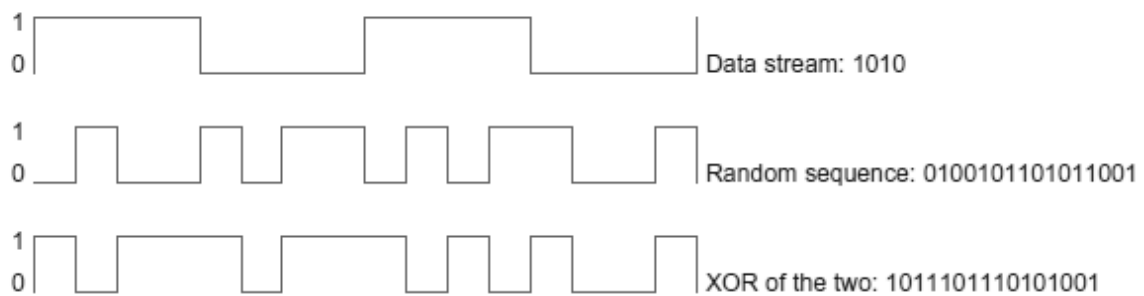 1
0 Data stream: 1010
1
0 Random sequence: 0100101101011001
1
0 XOR of the two: 1011101110101001